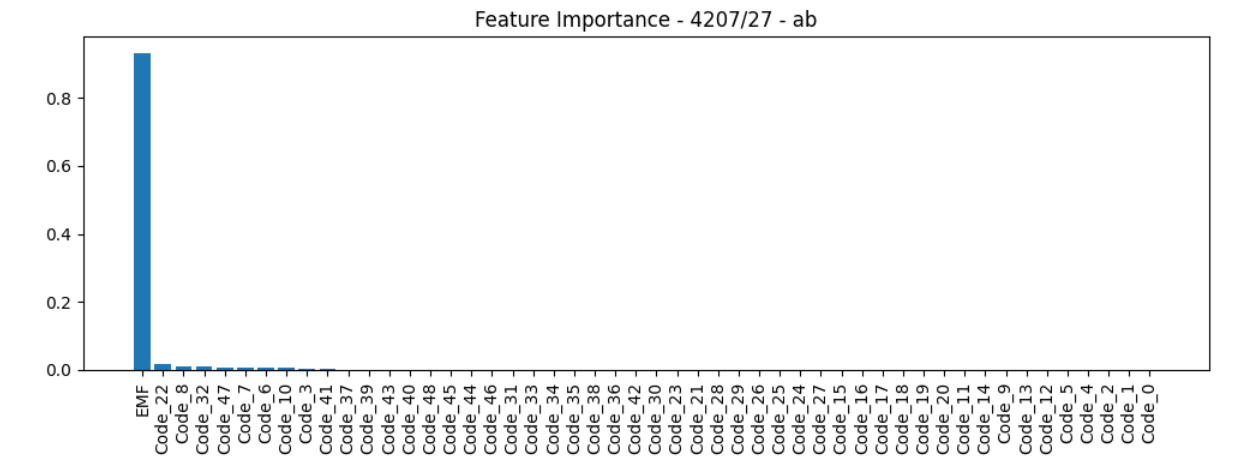 Feature Importance - 4207/27 - ab
0.8
0.6
0.4
0.2
0.0
EMF
Code_22
Code_8
Code_32
Code_47
Code_7
Code_6
Code_10
Code_3
Code_41
Code_37
Code_39
Code_43
Code_40
Code_48
Code_45
Code_44
Code_46
Code_31
Code_33
Code_34
Code_35
Code_38
Code_36
Code_42
Code_30
Code_23
Code_21
Code_28
Code_29
Code_26
Code_25
Code_24
Code_27
Code_15
Code_16
Code_17
Code_18
Code_19
Code_20
Code_11
Code_14
Code_9
Code_13
Code_12
Code_5
Code_4
Code_2
Code_1
Code_0